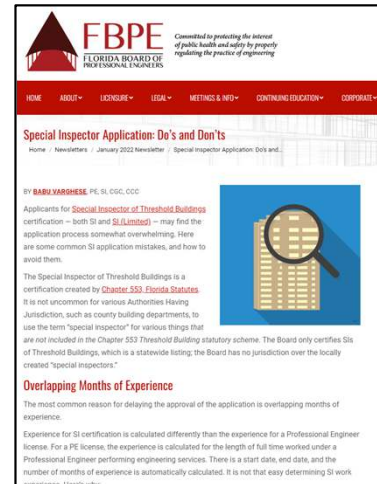 FBPE
FLORIDA BOARD OF
PROFESSIONAL ENGINEERS
Committed to protecting the interest
of public health and safety by properly
regulating the practice of engineering
HOME ABOUT LICENSURE LEGAL MEETINGS & INFO CONTINUING EDUCATION CORPORATE
Special Inspector Application: Do's and Don'ts
Home / Newsletters / January 2022 Newsletter / Special Inspector Application: Do's and...
BY BABU VARGHESE, PE, SI, CGC, CCC
Applicants for Special Inspector of Threshold Buildings
certification — both SI and SI (Limited) — may find the
application process somewhat overwhelming. Here
are some common SI application mistakes, and how to
avoid them.
The Special Inspector of Threshold Buildings is a
certification created by Chapter 553, Florida Statutes.
It is not uncommon for various Authorities Having
Jurisdiction, such as county building departments, to
use the term "special inspector" for various things that
are not included in the Chapter 553 Threshold Building statutory scheme. The Board only certifies SIs
of Threshold Buildings, which is a statewide listing; the Board has no jurisdiction over the locally
created "special inspectors."
Overlapping Months of Experience
The most common reason for delaying the approval of the application is overlapping months of
experience.
Experience for SI certification is calculated differently than the experience for a Professional Engineer
license. For a PE license, the experience is calculated for the length of full time worked under a
Professional Engineer performing engineering services. There is a start date, end date, and the
number of months of experience is automatically calculated. It is not that easy determining SI work
experience. Here's why: